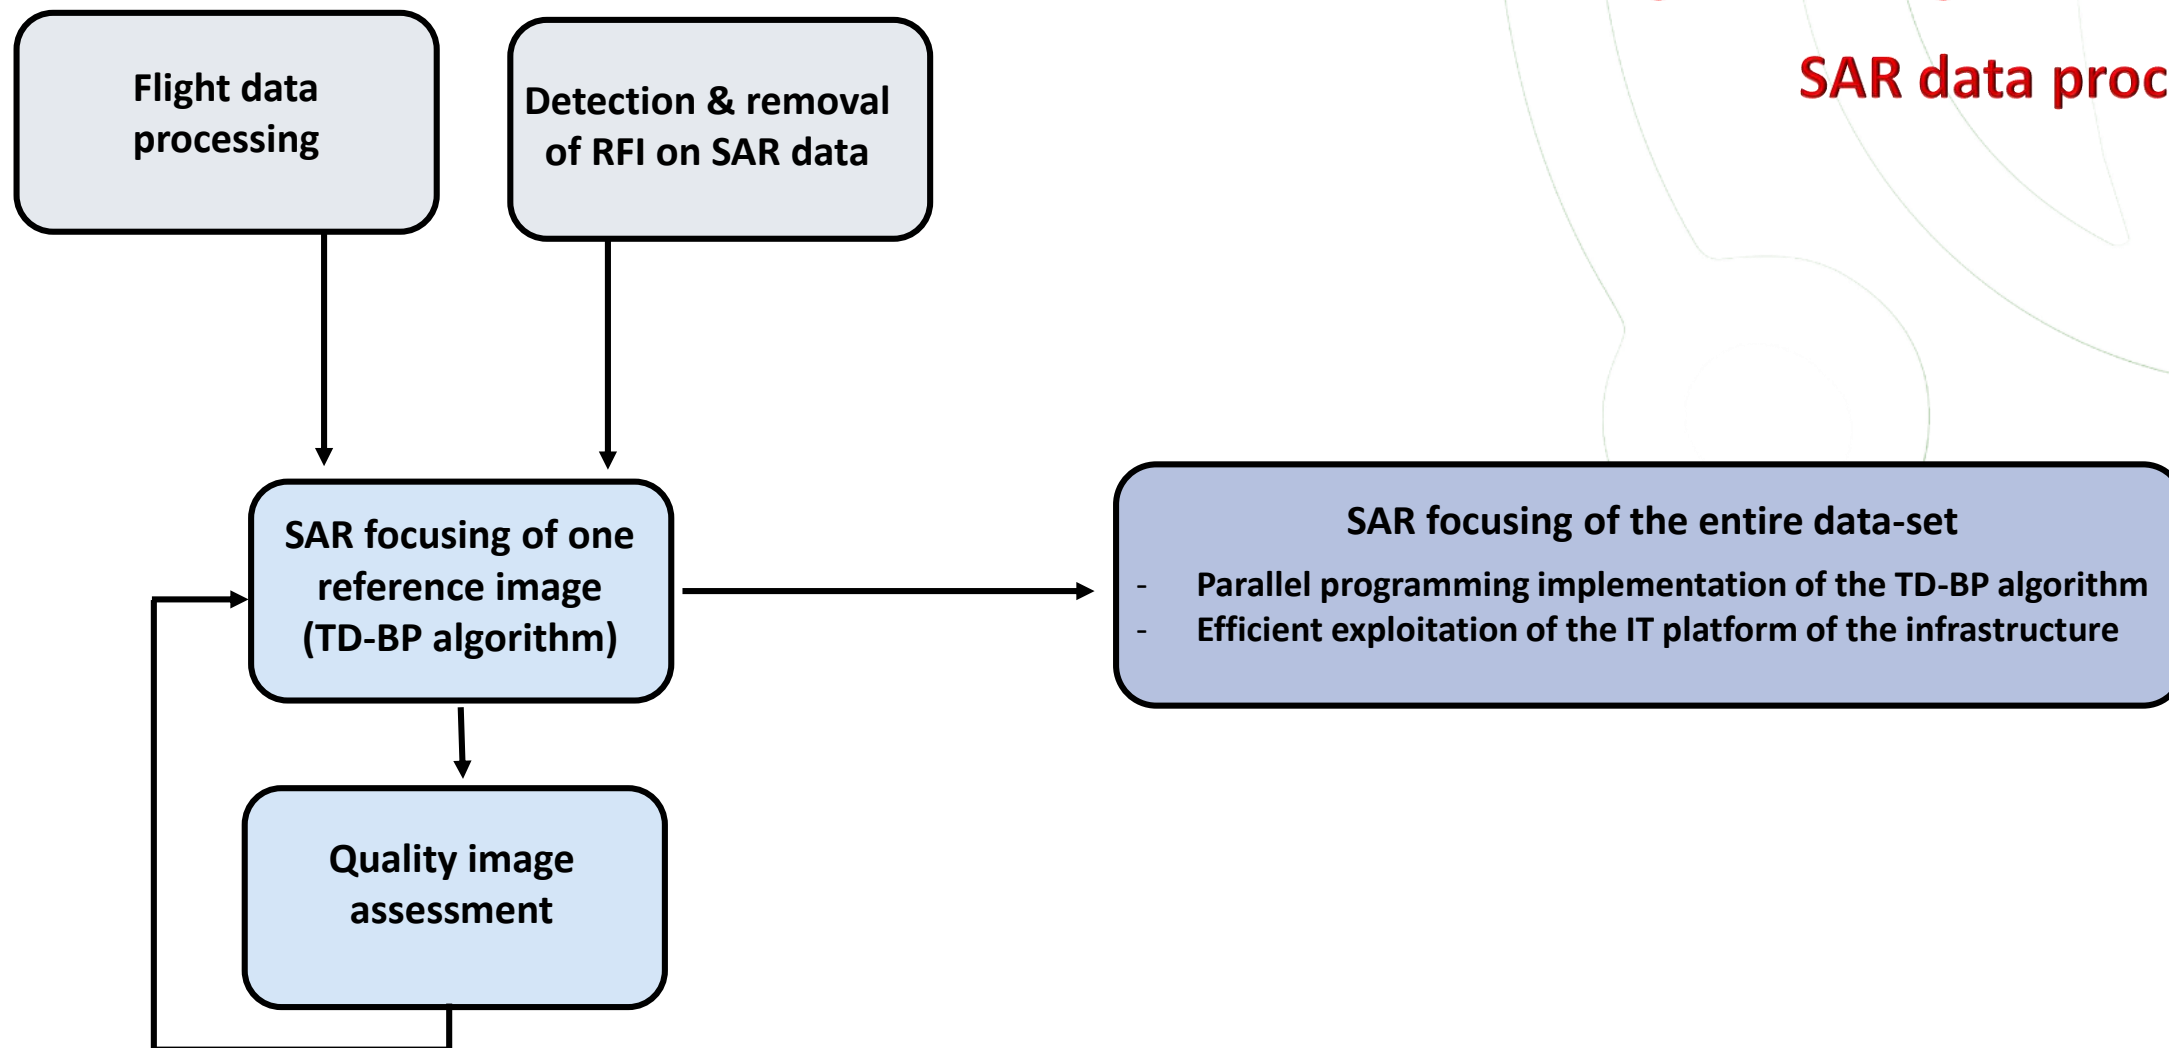 SAR data
Flight data
processing
Detection & removal
of RFI on SAR data
SAR focusing of one
reference image
(TD-BP algorithm)
SAR focusing of the entire data-set
- Parallel programming implementation of the TD-BP algorithm
- Efficient exploitation of the IT platform of the infrastructure
Quality image
assessment